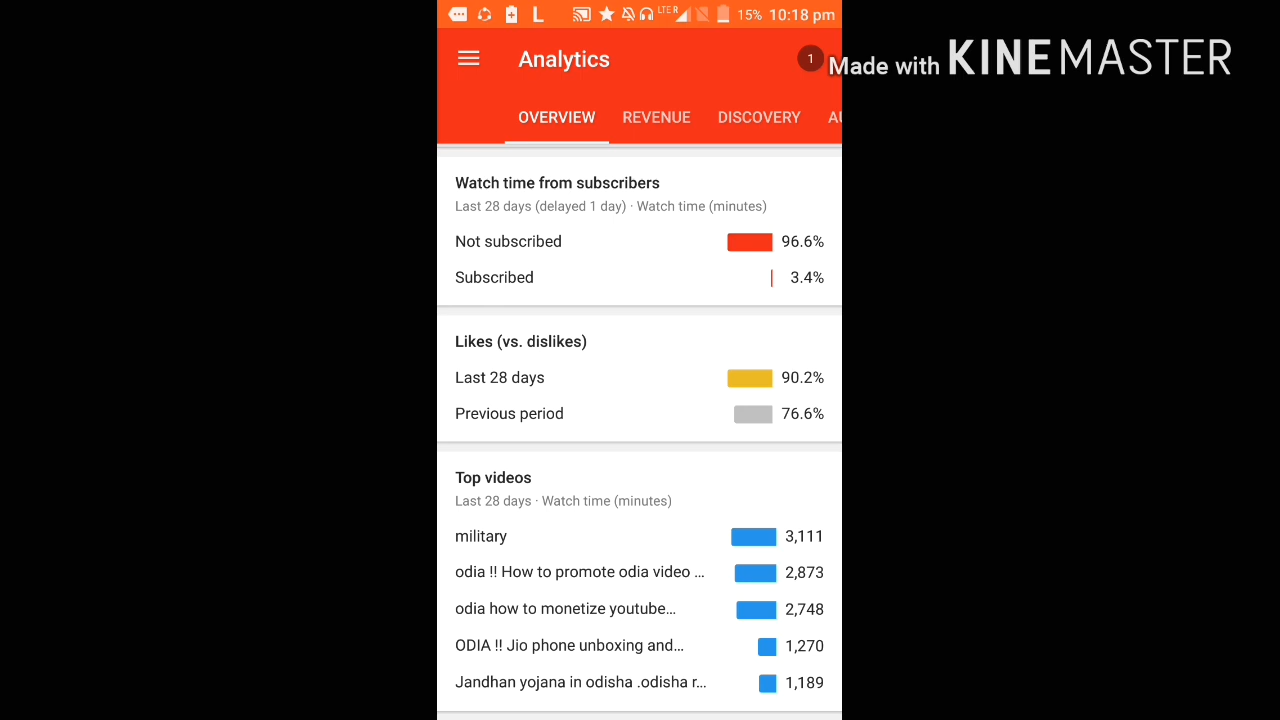 L LTE R 15% 10:18 pm
Analytics 1
Made with KINEMASTER
OVERVIEW REVENUE DISCOVERY
Watch time from subscribers
Last 28 days (delayed 1 day) · Watch time (minutes)
Not subscribed 96.6%
Subscribed 3.4%
Likes (vs. dislikes)
Last 28 days 90.2%
Previous period 76.6%
Top videos
Last 28 days · Watch time (minutes)
military 3,111
odia !! How to promote odia video ... 2,873
odia how to monetize youtube... 2,748
ODIA !! Jio phone unboxing and... 1,270
Jandhan yojana in odisha .odisha r... 1,189